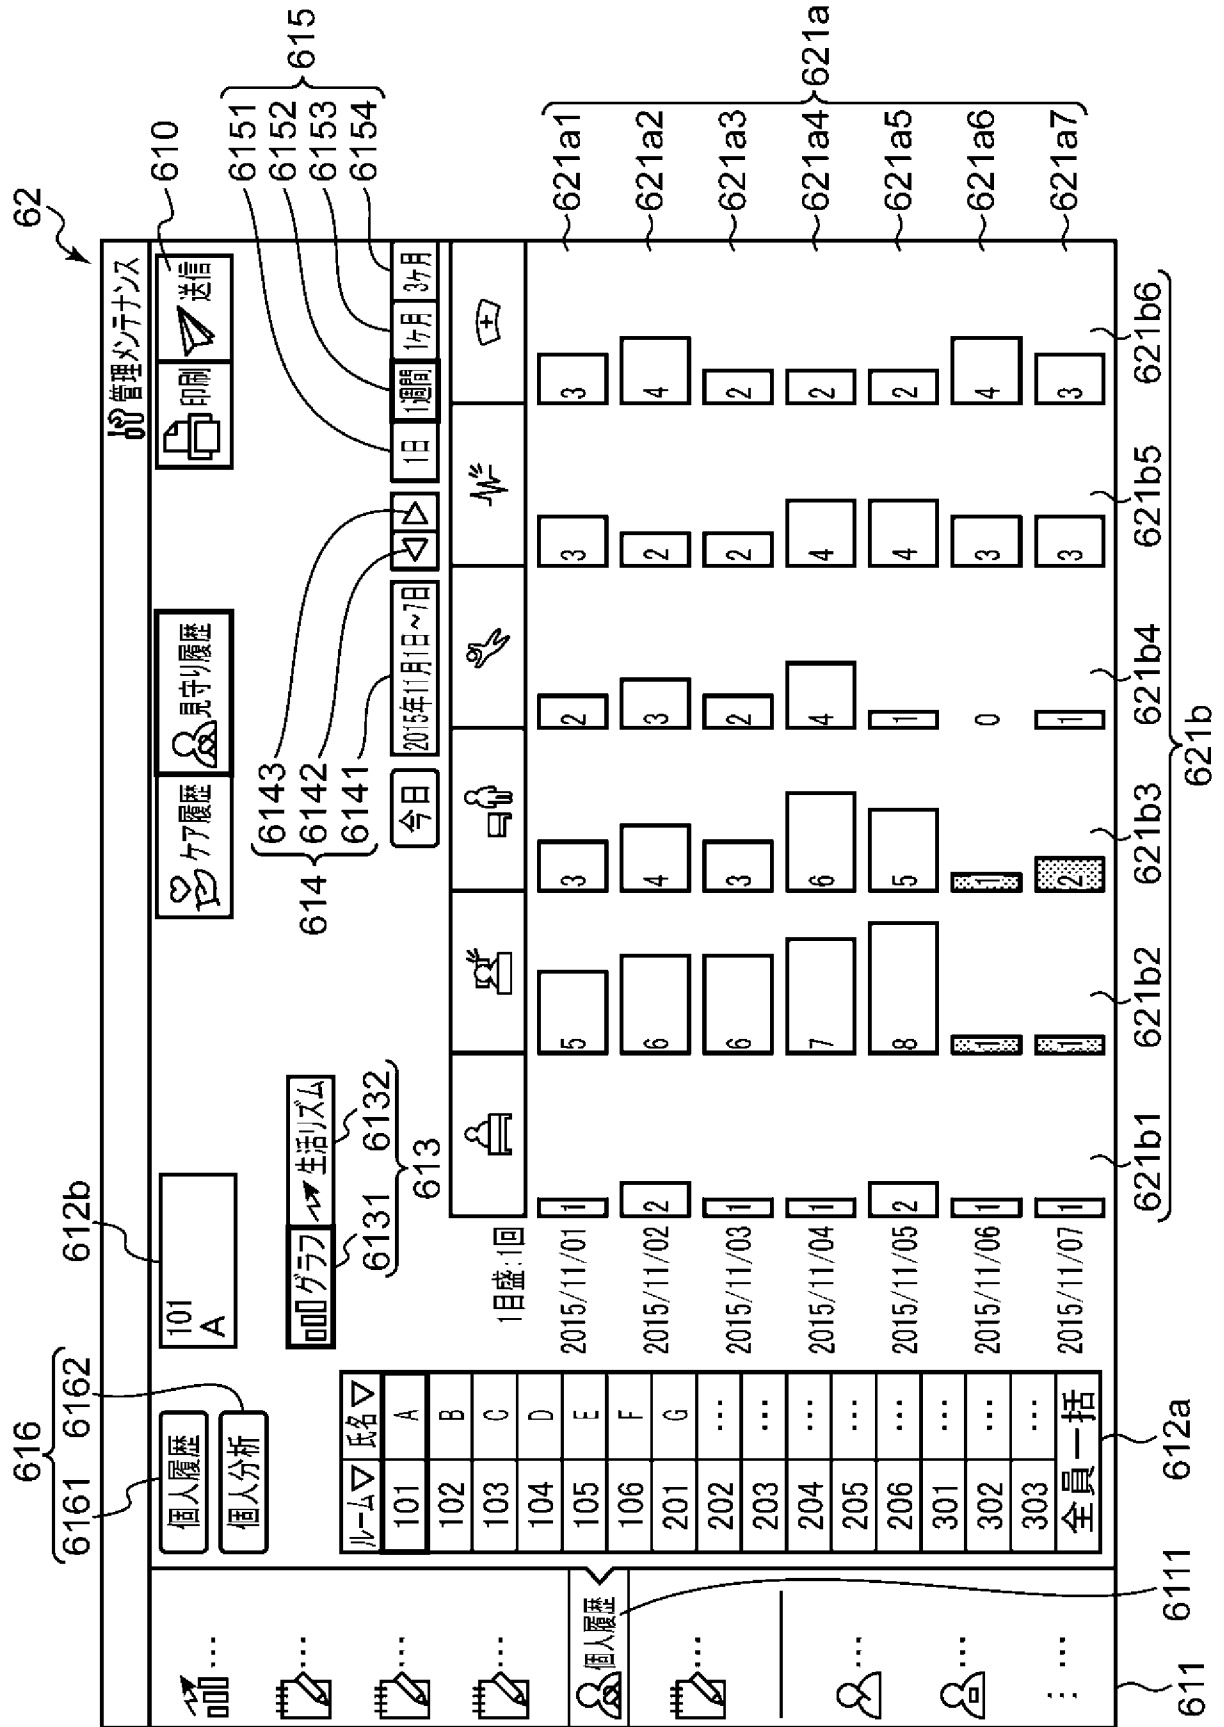 62
管理メンテナンス
616
6161 6162
612b
610
個人履歴
個人分析
101
A
ケア履歴
見守り履歴
印刷
送信
グラフ
生活リズム
6131 6132
613
6143
6142
6141
614
6151
6152
6153
6154
615
今日
2015年11月1日~7日
1日
1週間
1ヶ月
3ヶ月
ルーム▽ 氏名▽
101 A
102 B
103 C
104 D
105 E
106 F
201 G
202 ...
203 ...
204 ...
205 ...
206 ...
301 ...
302 ...
303 ...
全員一括
612a
...
...
...
...
個人履歴
...
...
...
...
611
6111
1目盛:1回
2015/11/01 1 5 3 2 3 3
2015/11/02 2 6 4 3 2 4
2015/11/03 1 6 3 2 2 2
2015/11/04 1 7 6 4 4 2
2015/11/05 2 8 5 1 4 2
2015/11/06 1 1 1 0 3 4
2015/11/07 1 1 2 1 3 3
621a1
621a2
621a3
621a4
621a5
621a6
621a7
621a
621b1 621b2 621b3 621b4 621b5 621b6
621b